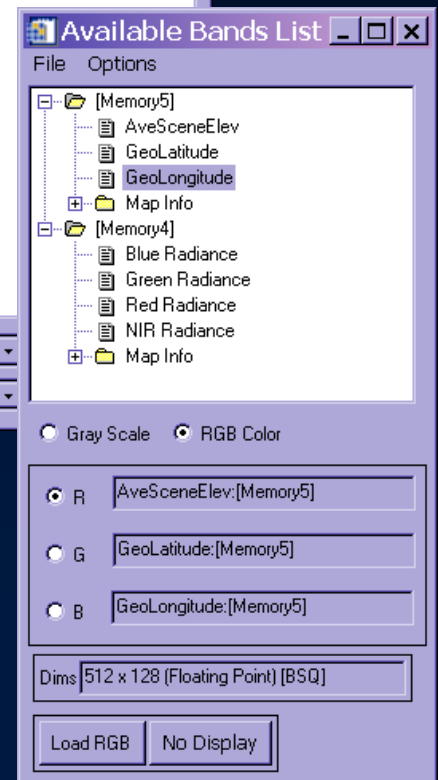 Available Bands List
File Options
[Memory5]
AveSceneElev
GeoLatitude
GeoLongitude
Map Info
[Memory4]
Blue Radiance
Green Radiance
Red Radiance
NIR Radiance
Map Info
Gray Scale RGB Color
R AveSceneElev:[Memory5]
G GeoLatitude:[Memory5]
B GeoLongitude:[Memory5]
Dims 512 x 128 (Floating Point) [BSQ]
Load RGB No Display